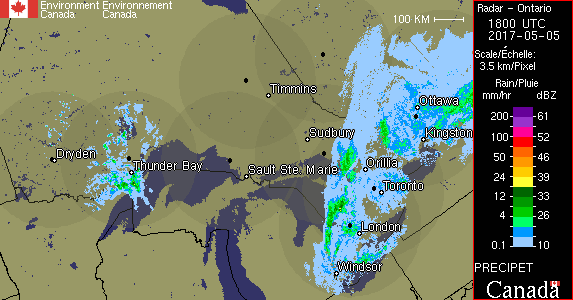 Environment Environnement
Canada Canada
100 KM
Timmins
Ottawa
Sudbury
Kingston
Dryden
Thunder Bay
Sault Ste. Marie
Orillia
Toronto
London
Windsor
Radar - Ontario
1800 UTC
2017-05-05
Scale/Échelle:
3.5 km/Pixel
Rain/Pluie
mm/hr dBZ
200 61
100 52
50 46
24 39
12 33
4 26
0.1 10
PRECIPET
Canada